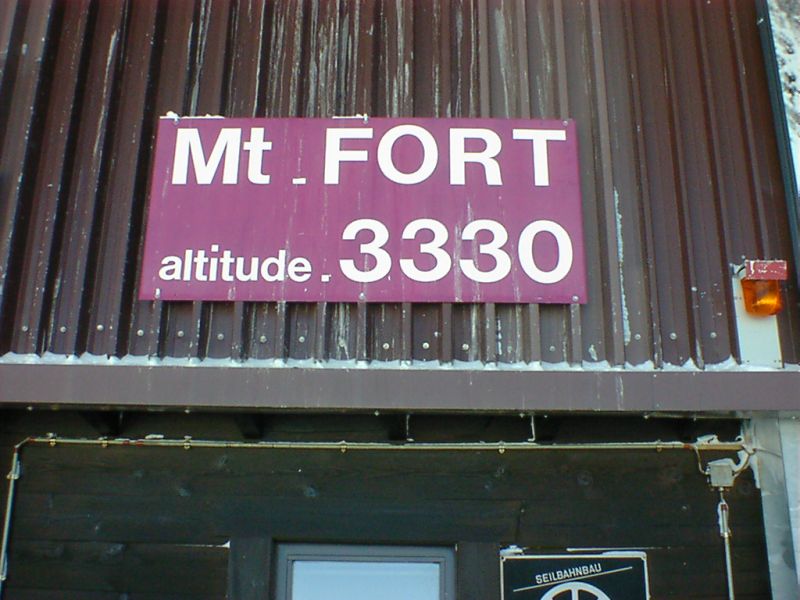 Mt. FORT
altitude. 3330
SEILBAHNBAU